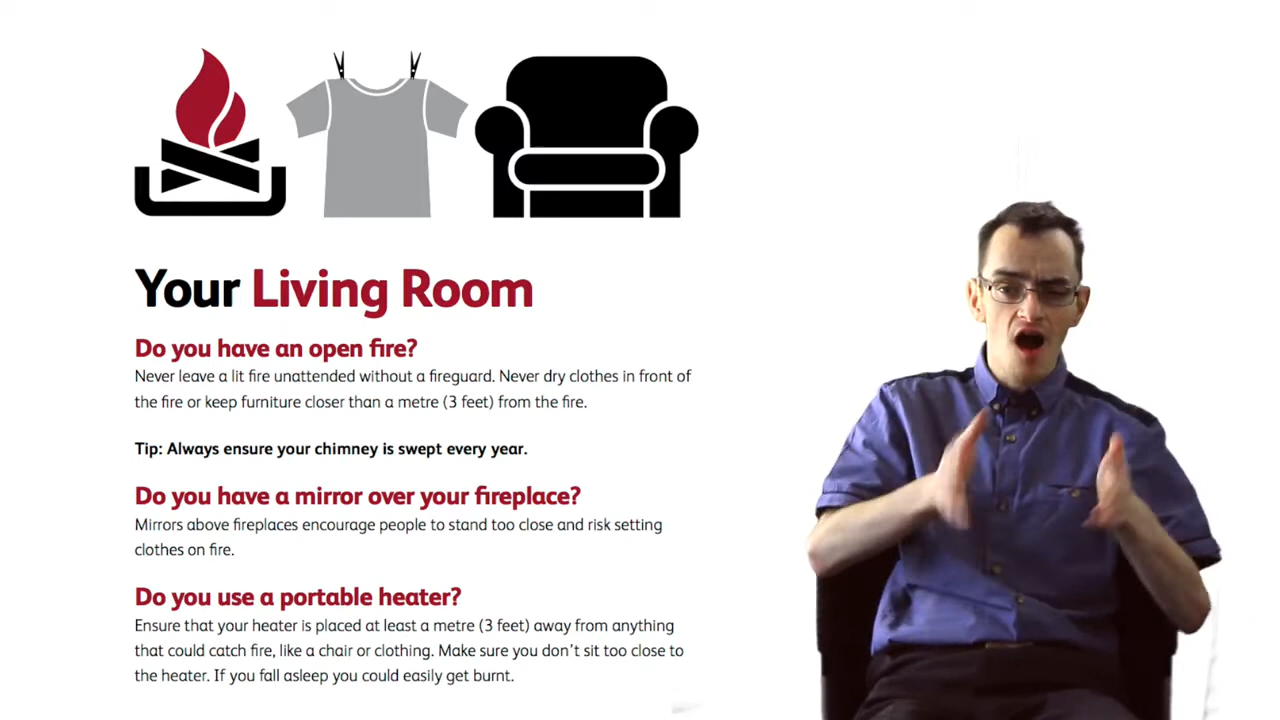 Your Living Room
Do you have an open fire?
Never leave a lit fire unattended without a fireguard. Never dry clothes in front of
the fire or keep furniture closer than a metre (3 feet) from the fire.
Tip: Always ensure your chimney is swept every year.
Do you have a mirror over your fireplace?
Mirrors above fireplaces encourage people to stand too close and risk setting
clothes on fire.
Do you use a portable heater?
Ensure that your heater is placed at least a metre (3 feet) away from anything
that could catch fire, like a chair or clothing. Make sure you don't sit too close to
the heater. If you fall asleep you could easily get burnt.